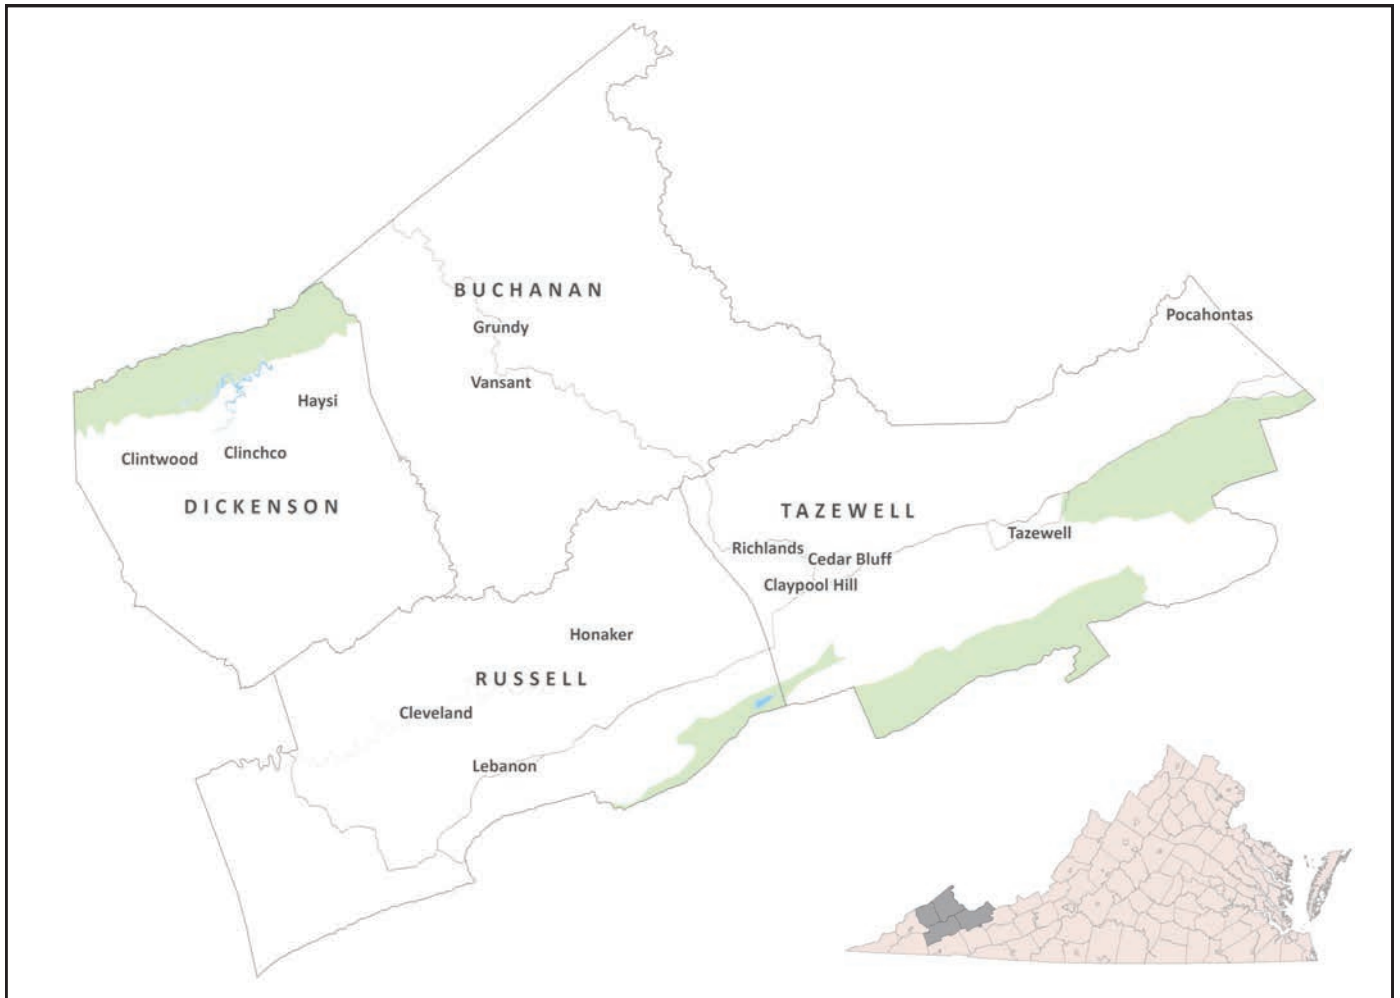 Pocahontas
BUCHANAN
Grundy
Vansant
Haysi
Clinchco
Clintwood
DICKENSON
TAZEWELL
Tazewell
Richlands
Cedar Bluff
Claypool Hill
Honaker
RUSSELL
Cleveland
Lebanon